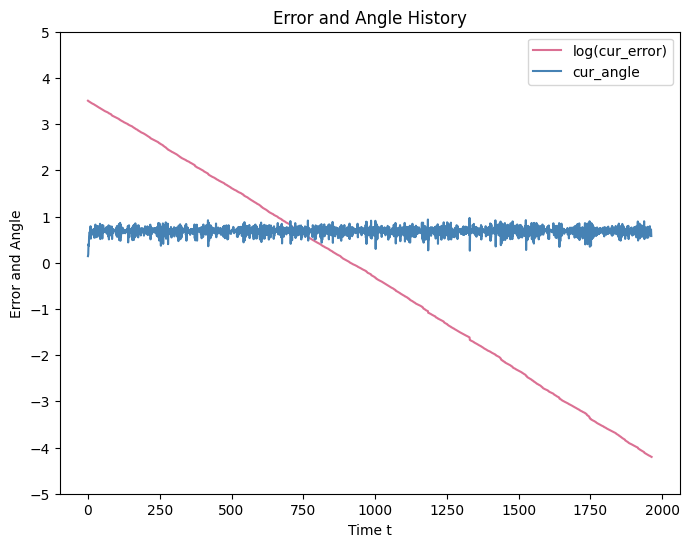 Error and Angle History
log(cur_error)
cur_angle
Error and Angle
5
4
3
2
1
0
−1
−2
−3
−4
−5
0 250 500 750 1000 1250 1500 1750 2000
Time t